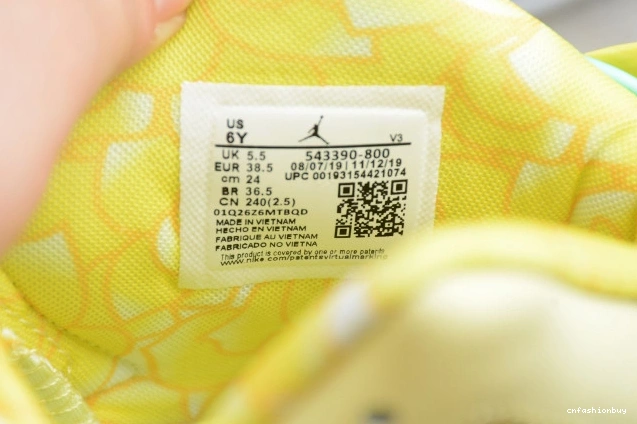 US
6Y
V3
UK 5.5
EUR 38.5
cm 24
BR 36.5
CN 240(2.5)
543390-800
08/07/19 | 11/12/19
UPC 00193154421074
01Q26Z6MTBQD
MADE IN VIETNAM
HECHO EN VIETNAM
FABRIQUE AU VIETNAM
FABRICADO NO VIETNA
This product is covered by one or more patents
www.nike.com/patentsvirtualmarking
cnfashionbuy